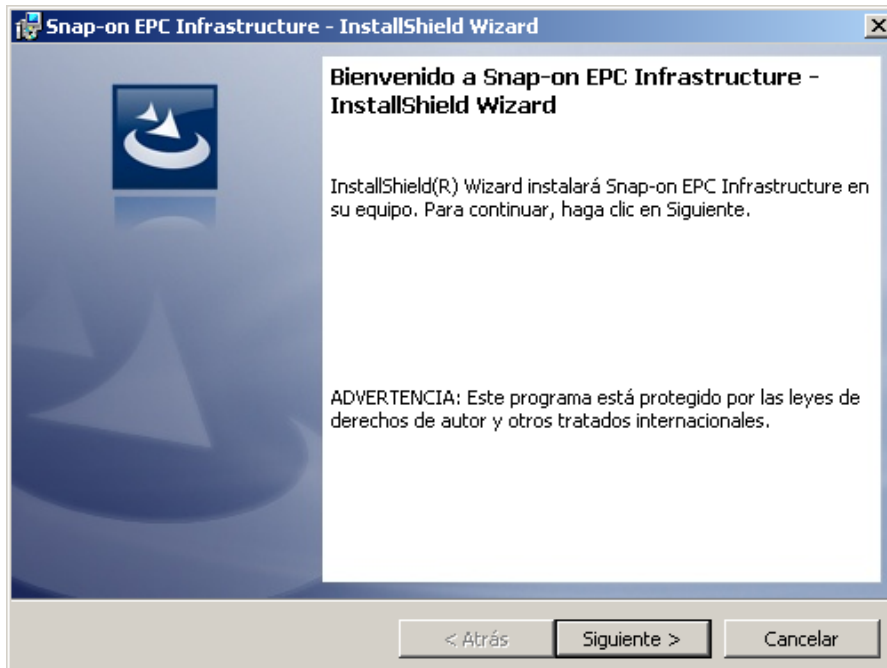 Snap-on EPC Infrastructure - InstallShield Wizard
Bienvenido a Snap-on EPC Infrastructure -
InstallShield Wizard
InstallShield(R) Wizard instalará Snap-on EPC Infrastructure en
su equipo. Para continuar, haga clic en Siguiente.
ADVERTENCIA: Este programa está protegido por las leyes de
derechos de autor y otros tratados internacionales.
< Atrás
Siguiente >
Cancelar